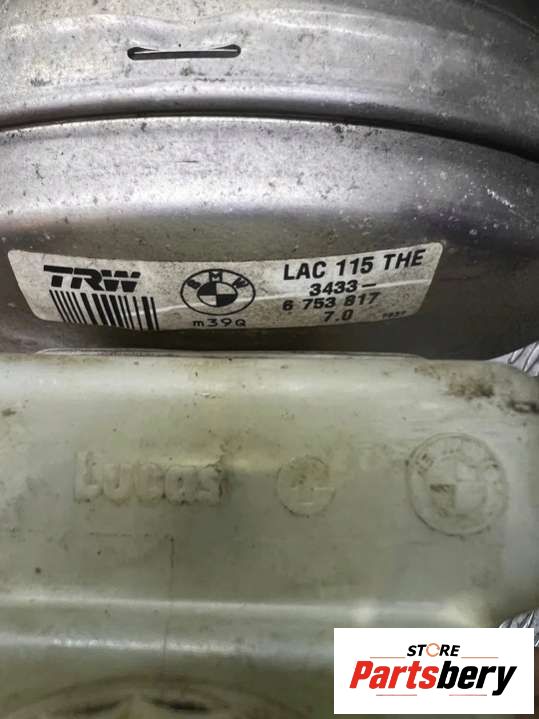 TRW
BMW
m39Q
LAC 115 THE
3433-
6 753 817
7.0
Lucas
STORE
Partsbery